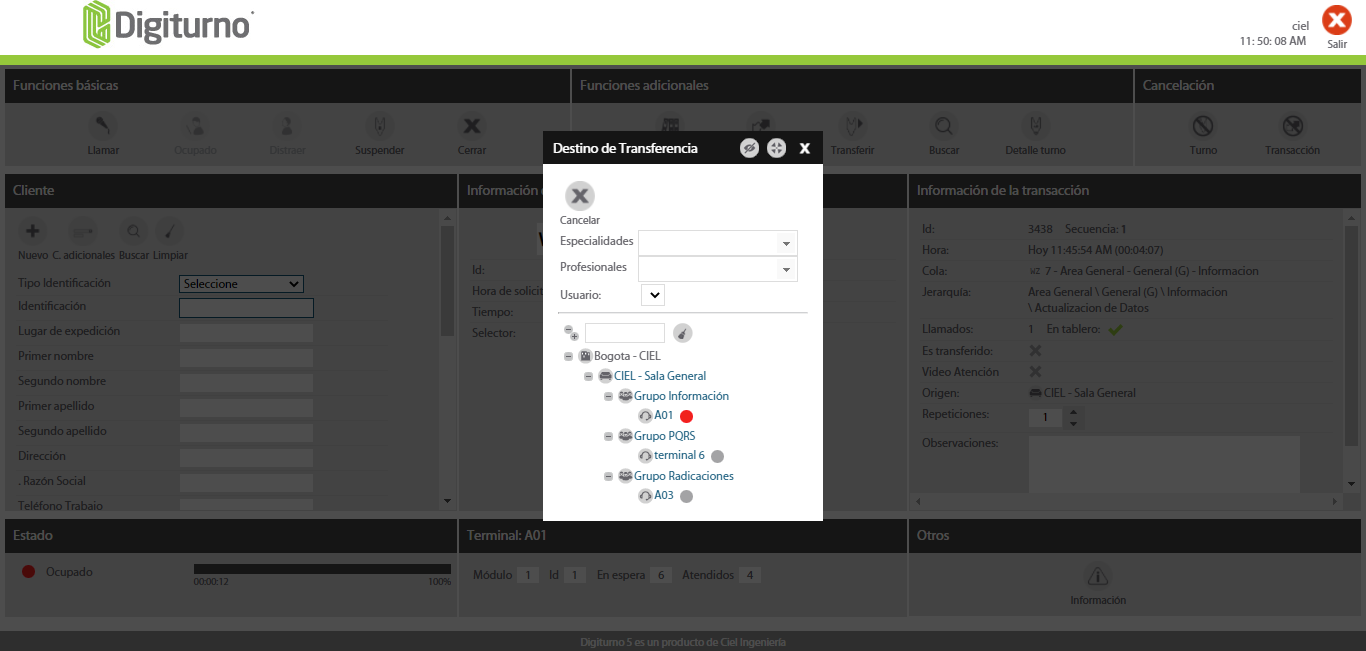 Digiturno
ciel
11: 50: 08 AM
Salir
Funciones básicas
Funciones adicionales
Cancelación
Llamar
Ocupado
Distraer
Suspender
Cerrar
Transferir
Buscar
Detalle turno
Turno
Transacción
Destino de Transferencia
Cancelar
Especialidades
Profesionales
Usuario:
Bogota - CIEL
CIEL - Sala General
Grupo Información
A01
Grupo PQRS
terminal 6
Grupo Radicaciones
A03
Cliente
Nuevo C. adicionales Buscar Limpiar
Tipo Identificación Seleccione
Identificación
Lugar de expedición
Primer nombre
Segundo nombre
Primer apellido
Segundo apellido
Dirección
. Razón Social
Teléfono Trabajo
Información
Id:
Hora de solicit
Tiempo:
Selector:
Información de la transacción
Id: 3438 Secuencia: 1
Hora: Hoy 11:45:54 AM (00:04:07)
Cola: 7 - Area General - General (G) - Informacion
Jerarquía: Area General \ General (G) \ Informacion
\ Actualizacion de Datos
Llamados: 1 En tablero:
Es transferido:
Video Atención
Origen: CIEL - Sala General
Repeticiones: 1
Observaciones:
Estado
Ocupado
00:00:12 100%
Terminal: A01
Módulo 1 Id 1 En espera 6 Atendidos 4
Otros
Información
Digiturno 5 es un producto de Ciel Ingeniería